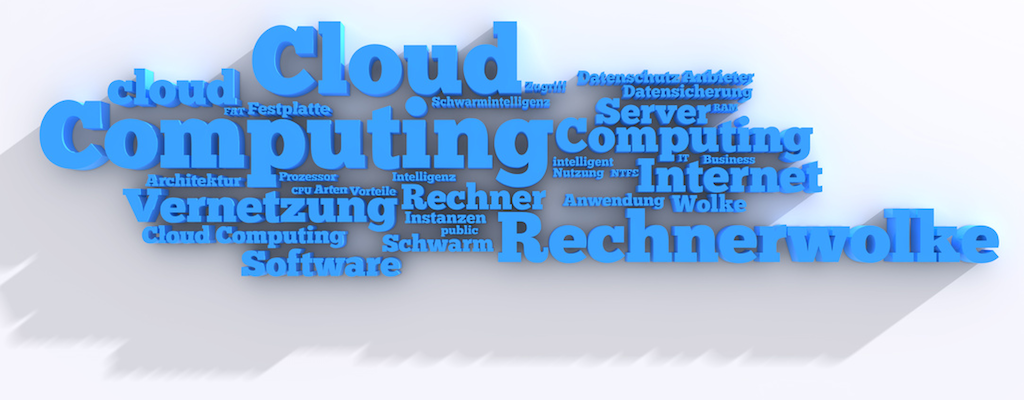 Cloud
cloud
Zugriff
Datenschutz Anbieter
Datensicherung
Schwarmintelligenz
FAT Festplatte
Server RAM
Computing
Computing
intelligent
IT Business
Nutzung NTFS
Internet
Architektur
Prozessor
Intelligenz
CPU Arten Vorteile
Vernetzung
Rechner
Anwendung Wolke
Instanzen
public
Rechnerwolke
Cloud Computing
Schwarm
Software